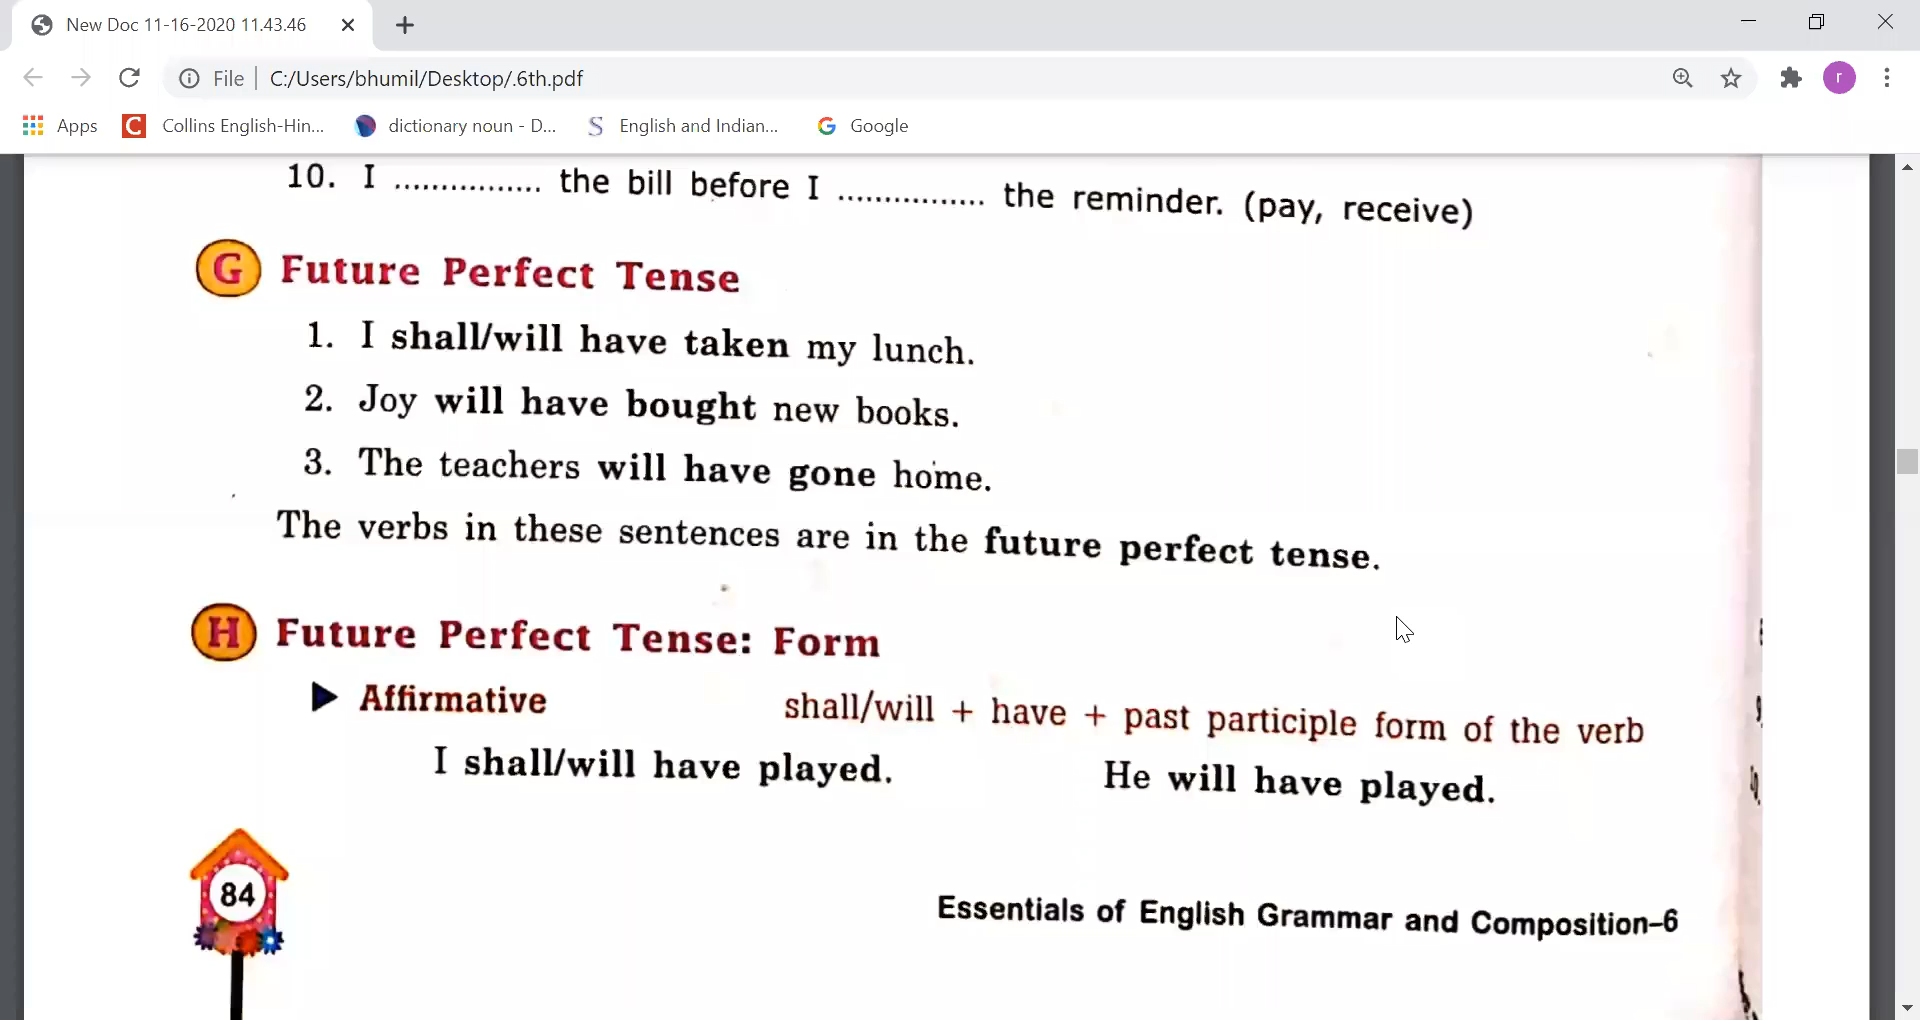 New Doc 11-16-2020 11.43.46
File C:/Users/bhumil/Desktop/.6th.pdf
r
Apps Collins English-Hin... dictionary noun - D... English and Indian... Google
10. I ................ the bill before I ................ the reminder. (pay, receive)
G Future Perfect Tense
1. I shall/will have taken my lunch.
2. Joy will have bought new books.
3. The teachers will have gone home.
The verbs in these sentences are in the future perfect tense.
H Future Perfect Tense: Form
Affirmative shall/will + have + past participle form of the verb
I shall/will have played. He will have played.
84
Essentials of English Grammar and Composition–6